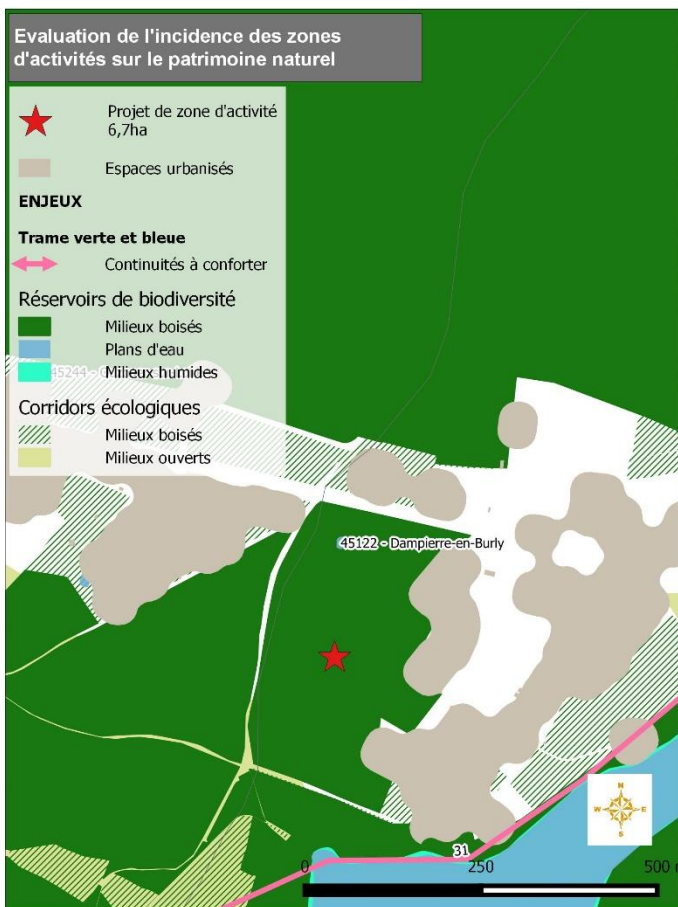 Evaluation de l'incidence des zones
d'activités sur le patrimoine naturel
Projet de zone d'activité
6,7ha
Espaces urbanisés
ENJEUX
Trame verte et bleue
Continuités à conforter
Réservoirs de biodiversité
Milieux boisés
Plans d'eau
Milieux humides
45244 -
Corridors écologiques
Milieux boisés
Milieux ouverts
45122 - Dampierre-en-Burly
N
W E
S
31
0 250 500